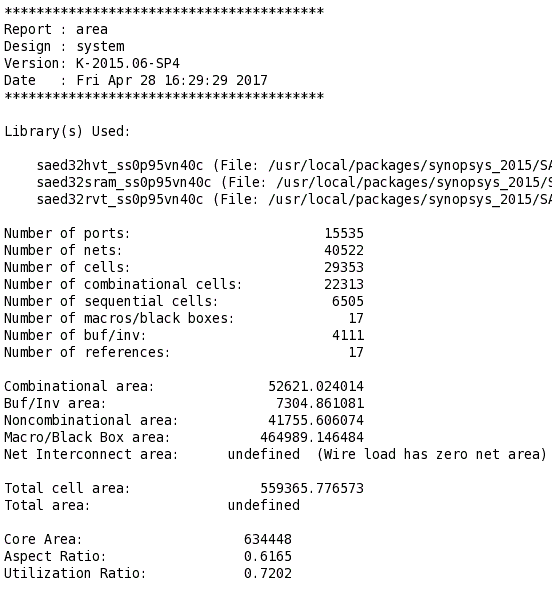 ****************************************
Report : area
Design : system
Version: K-2015.06-SP4
Date   : Fri Apr 28 16:29:29 2017
****************************************
Library(s) Used:
saed32hvt_ss0p95vn40c (File: /usr/local/packages/synopsys_2015/SA
saed32sram_ss0p95vn40c (File: /usr/local/packages/synopsys_2015/S
saed32rvt_ss0p95vn40c (File: /usr/local/packages/synopsys_2015/SA
Number of ports: 15535
Number of nets: 40522
Number of cells: 29353
Number of combinational cells: 22313
Number of sequential cells: 6505
Number of macros/black boxes: 17
Number of buf/inv: 4111
Number of references: 17
Combinational area: 52621.024014
Buf/Inv area: 7304.861081
Noncombinational area: 41755.606074
Macro/Black Box area: 464989.146484
Net Interconnect area: undefined (Wire load has zero net area)
Total cell area: 559365.776573
Total area: undefined
Core Area: 634448
Aspect Ratio: 0.6165
Utilization Ratio: 0.7202